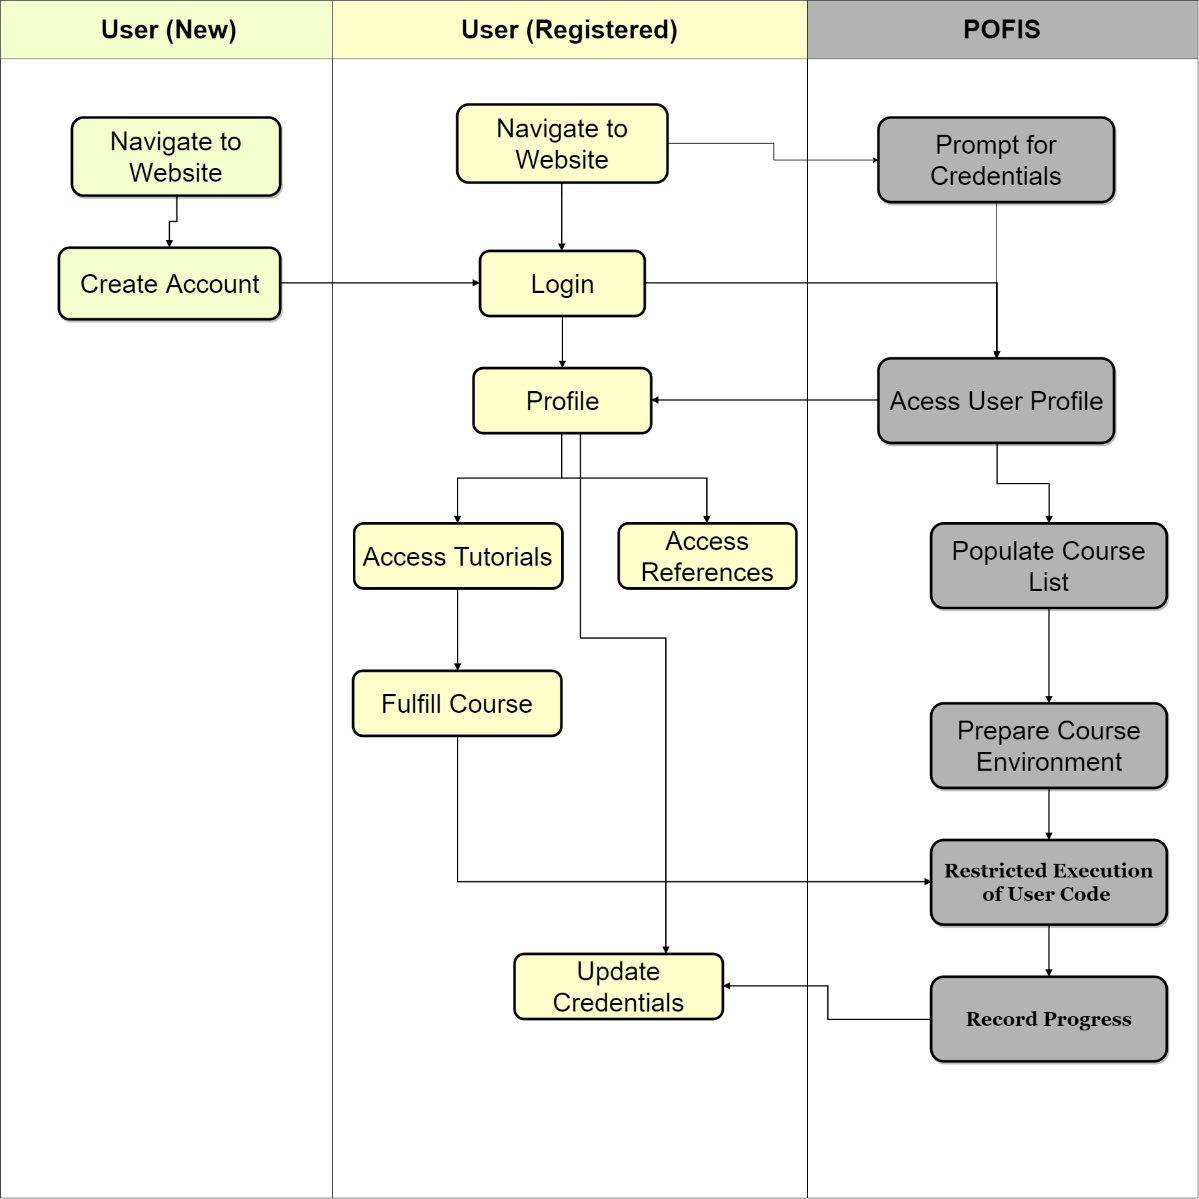 User (New)
User (Registered)
POFIS
Navigate to
Website
Navigate to
Website
Prompt for
Credentials
Create Account
Login
Profile
Acess User Profile
Access Tutorials
Access
References
Populate Course
List
Fulfill Course
Prepare Course
Environment
Restricted Execution
of User Code
Update
Credentials
Record Progress